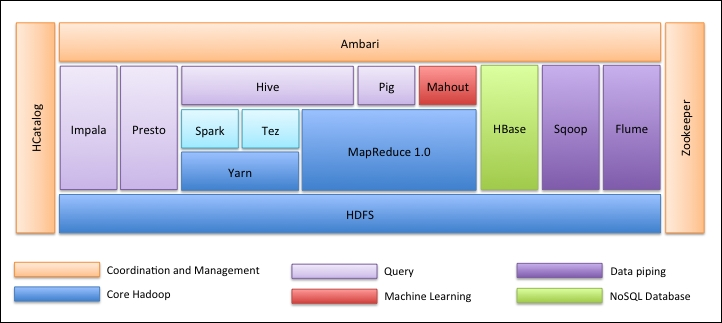 Ambari
HCatalog
Zookeeper
Impala
Presto
Hive
Pig
Mahout
HBase
Sqoop
Flume
Spark
Tez
MapReduce 1.0
Yarn
HDFS
Coordination and Management
Query
Data piping
Core Hadoop
Machine Learning
NoSQL Database